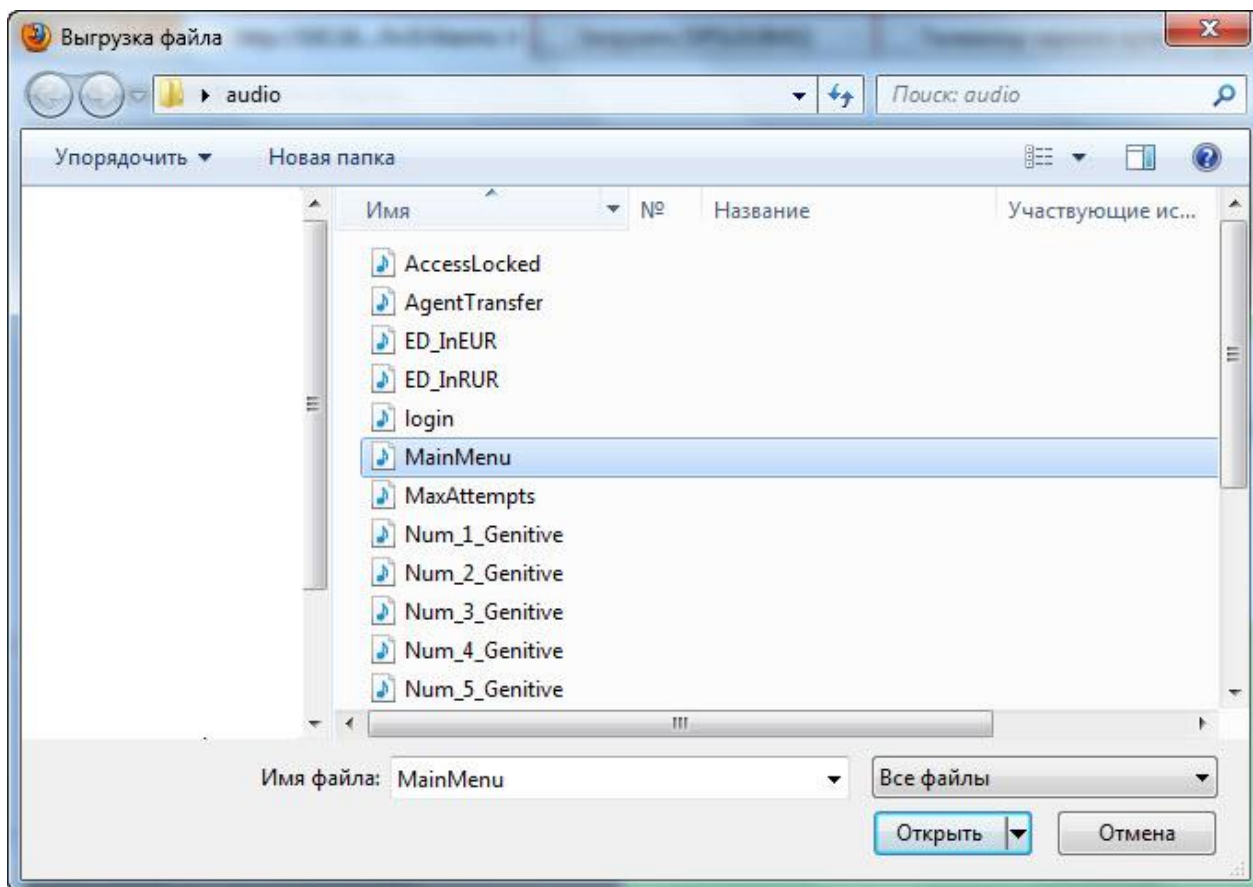 Выгрузка файла
audio
Поиск: audio
Упорядочить Новая папка
Имя № Название Участвующие ис...
AccessLocked
AgentTransfer
ED_InEUR
ED_InRUR
login
MainMenu
MaxAttempts
Num_1_Genitive
Num_2_Genitive
Num_3_Genitive
Num_4_Genitive
Num_5_Genitive
Имя файла: MainMenu Все файлы
Открыть Отмена